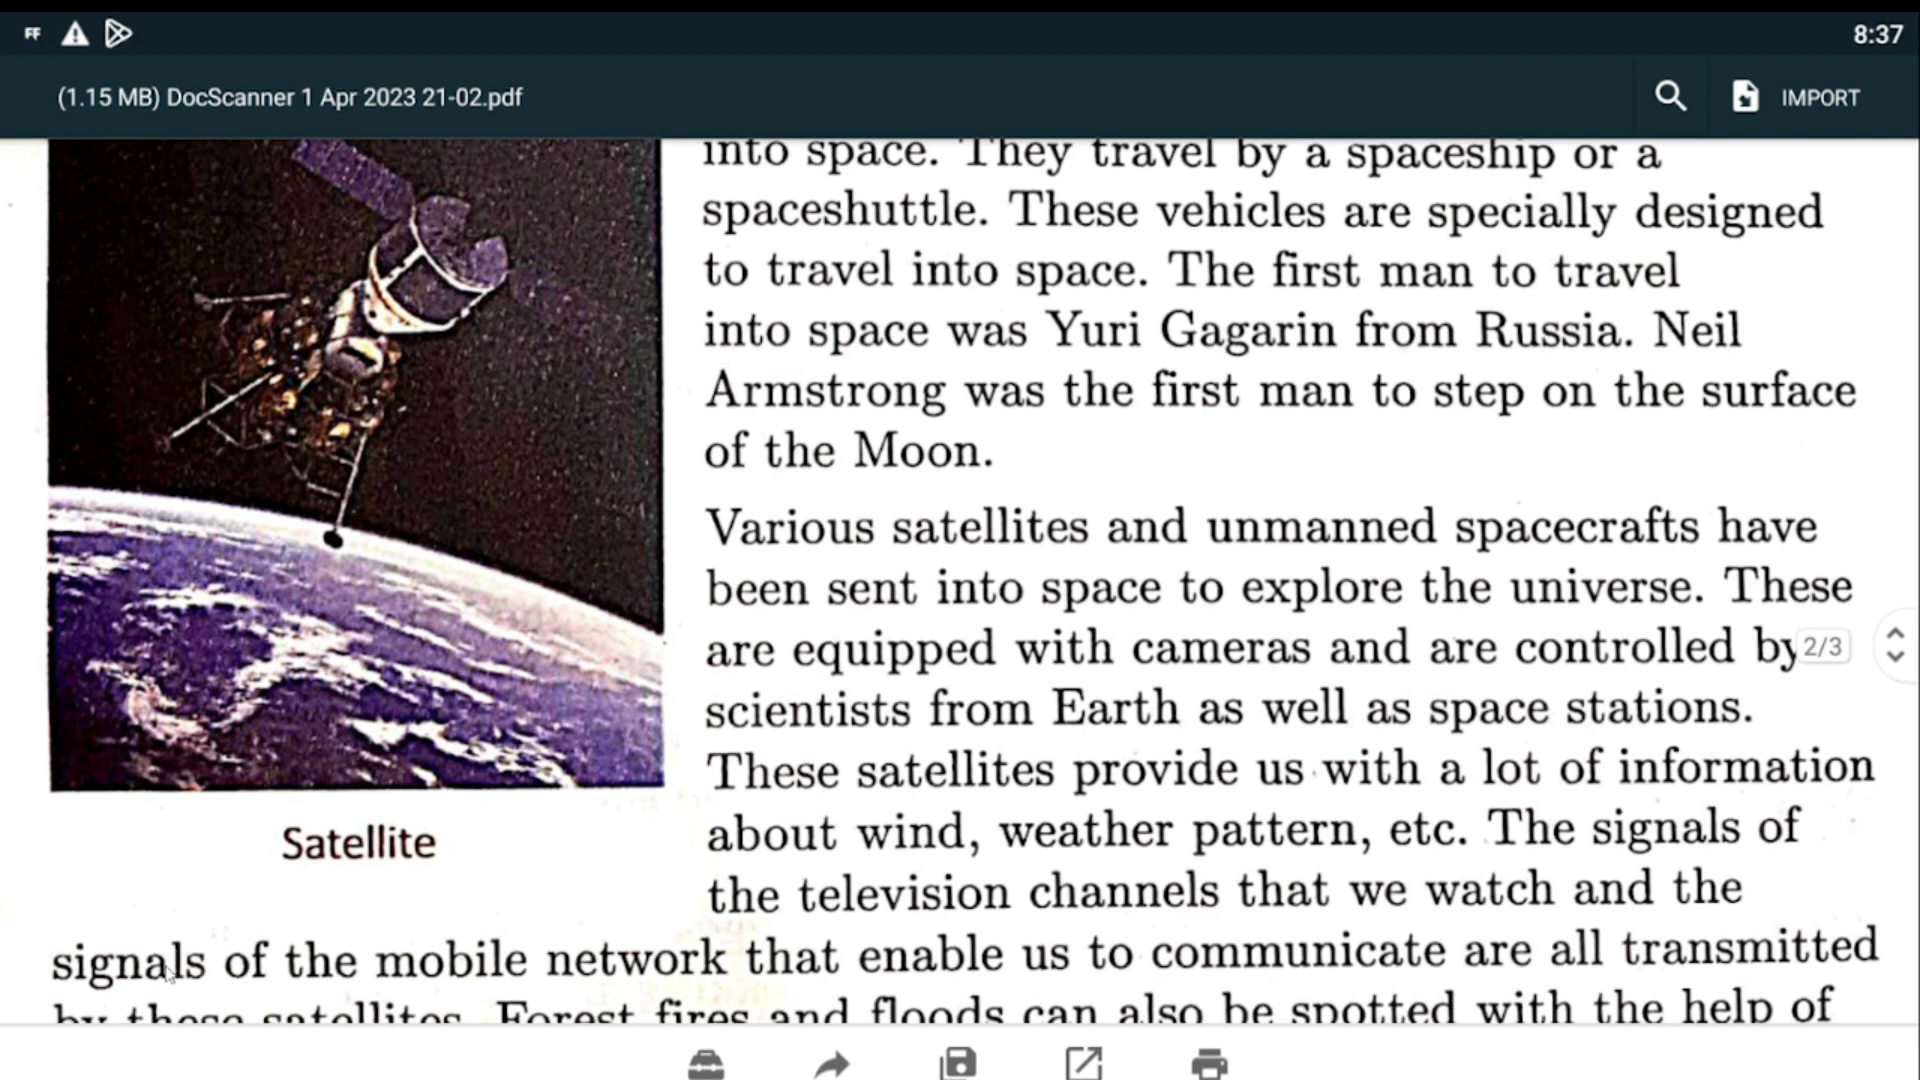 FF
8:37
(1.15 MB) DocScanner 1 Apr 2023 21-02.pdf
IMPORT
into space. They travel by a spaceship or a
spaceshuttle. These vehicles are specially designed
to travel into space. The first man to travel
into space was Yuri Gagarin from Russia. Neil
Armstrong was the first man to step on the surface
of the Moon.
Various satellites and unmanned spacecrafts have
been sent into space to explore the universe. These
are equipped with cameras and are controlled by
2/3
scientists from Earth as well as space stations.
These satellites provide us with a lot of information
about wind, weather pattern, etc. The signals of
the television channels that we watch and the
Satellite
signals of the mobile network that enable us to communicate are all transmitted
by these satellites. Forest fires and floods can also be spotted with the help of